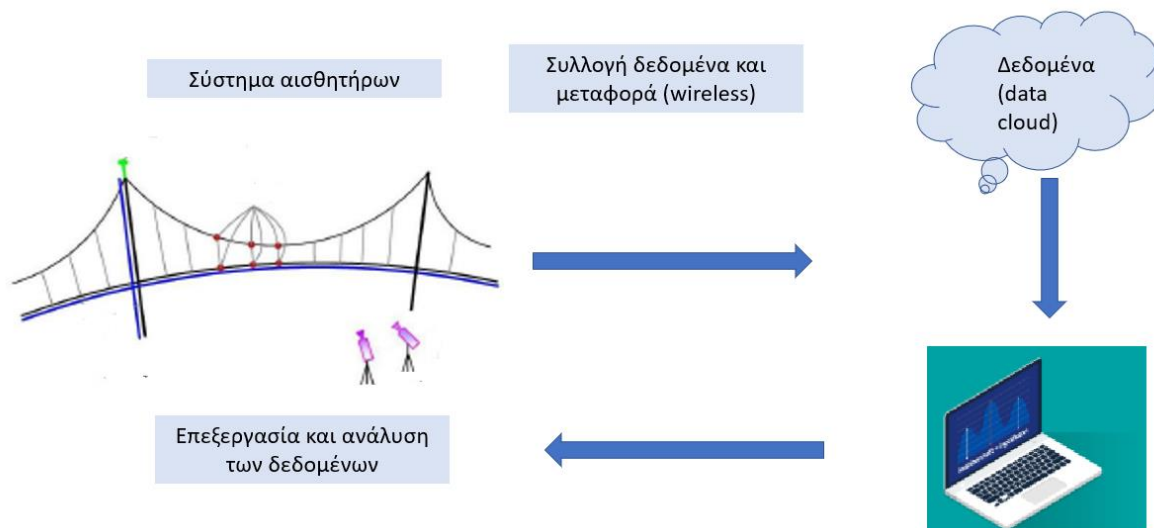 Σύστημα αισθητήρων
Συλλογή δεδομένα και
μεταφορά (wireless)
Δεδομένα
(data
cloud)
Επεξεργασία και ανάλυση
των δεδομένων